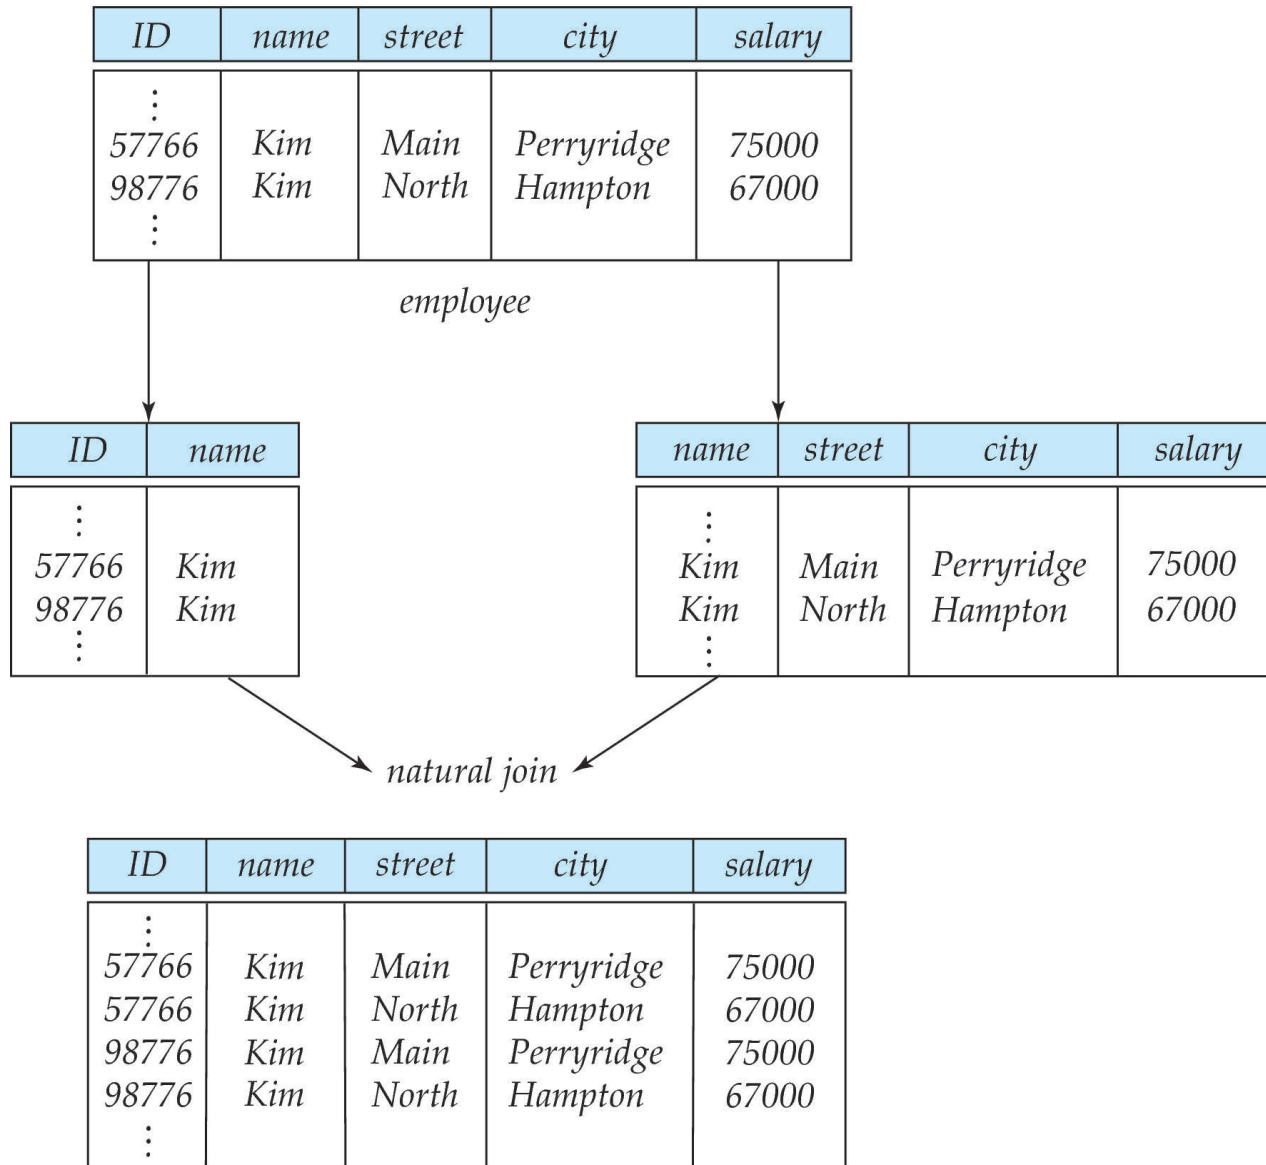 ID name street city salary
⋮
57766 Kim Main Perryridge 75000
98776 Kim North Hampton 67000
⋮
employee
ID name
⋮
57766 Kim
98776 Kim
⋮
name street city salary
⋮
Kim Main Perryridge 75000
Kim North Hampton 67000
⋮
natural join
ID name street city salary
⋮
57766 Kim Main Perryridge 75000
57766 Kim North Hampton 67000
98776 Kim Main Perryridge 75000
98776 Kim North Hampton 67000
⋮